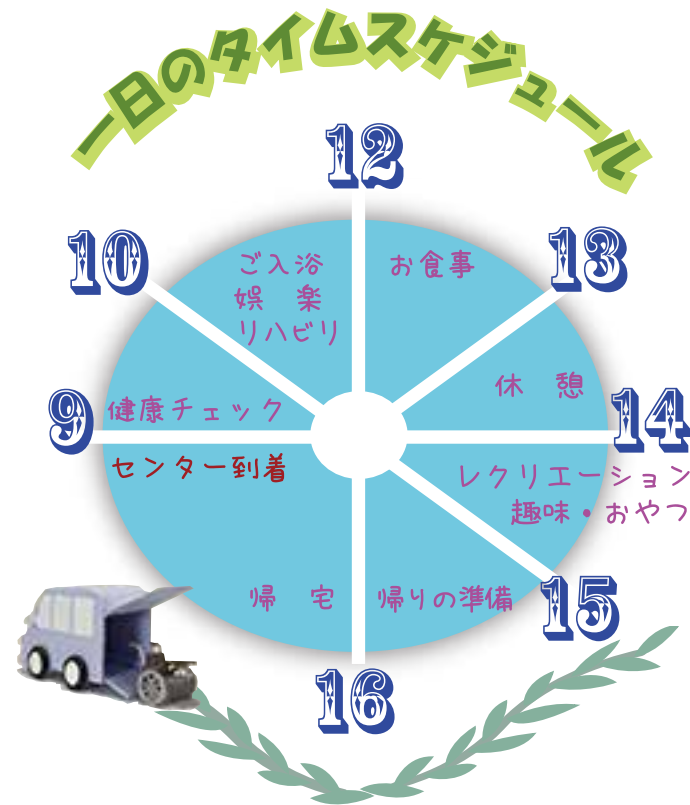 一日のタイムスケジュール
12
10
13
ご入浴
娯　楽
リハビリ
お食事
9
健康チェック
休　憩
14
センター到着
レクリエーション
趣味・おやつ
帰　宅
帰りの準備
15
16